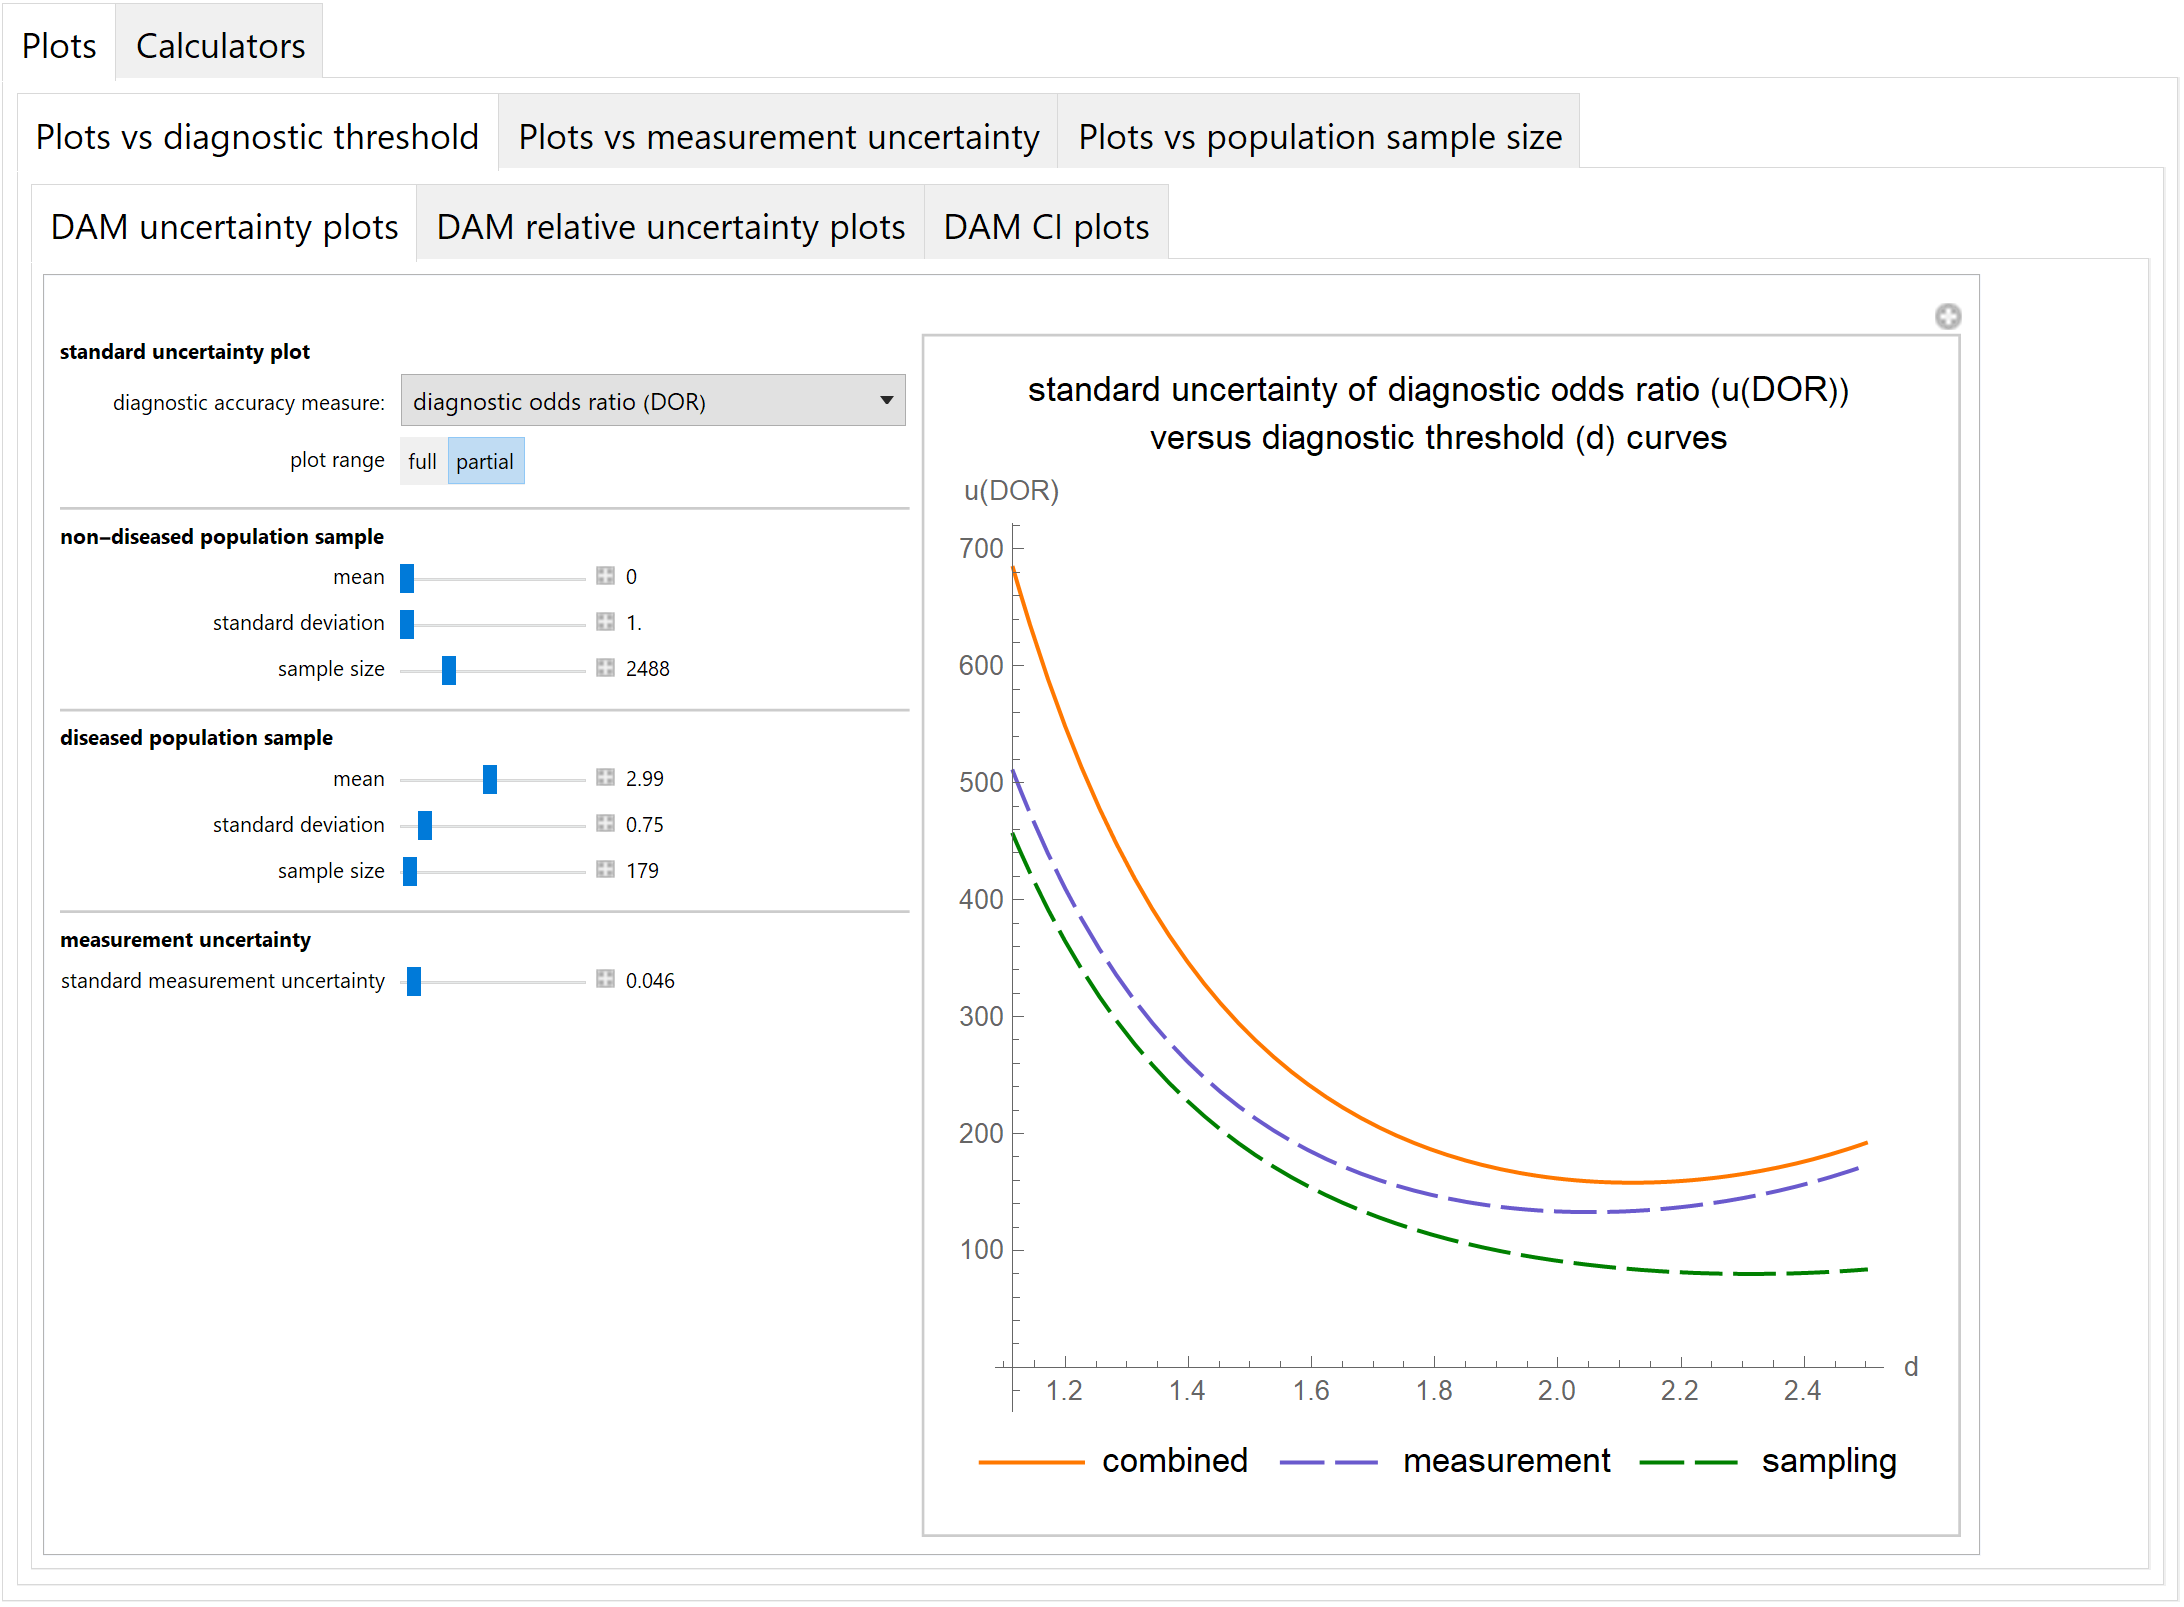 Plots Calculators
Plots vs diagnostic threshold Plots vs measurement uncertainty Plots vs population sample size
DAM uncertainty plots DAM relative uncertainty plots DAM CI plots
standard uncertainty plot
diagnostic accuracy measure: diagnostic odds ratio (DOR)
plot range full partial
non–diseased population sample
mean 0
standard deviation 1.
sample size 2488
diseased population sample
mean 2.99
standard deviation 0.75
sample size 179
measurement uncertainty
standard measurement uncertainty 0.046
standard uncertainty of diagnostic odds ratio (u(DOR))
versus diagnostic threshold (d) curves
u(DOR)
700
600
500
400
300
200
100
d
1.2 1.4 1.6 1.8 2.0 2.2 2.4
combined measurement sampling